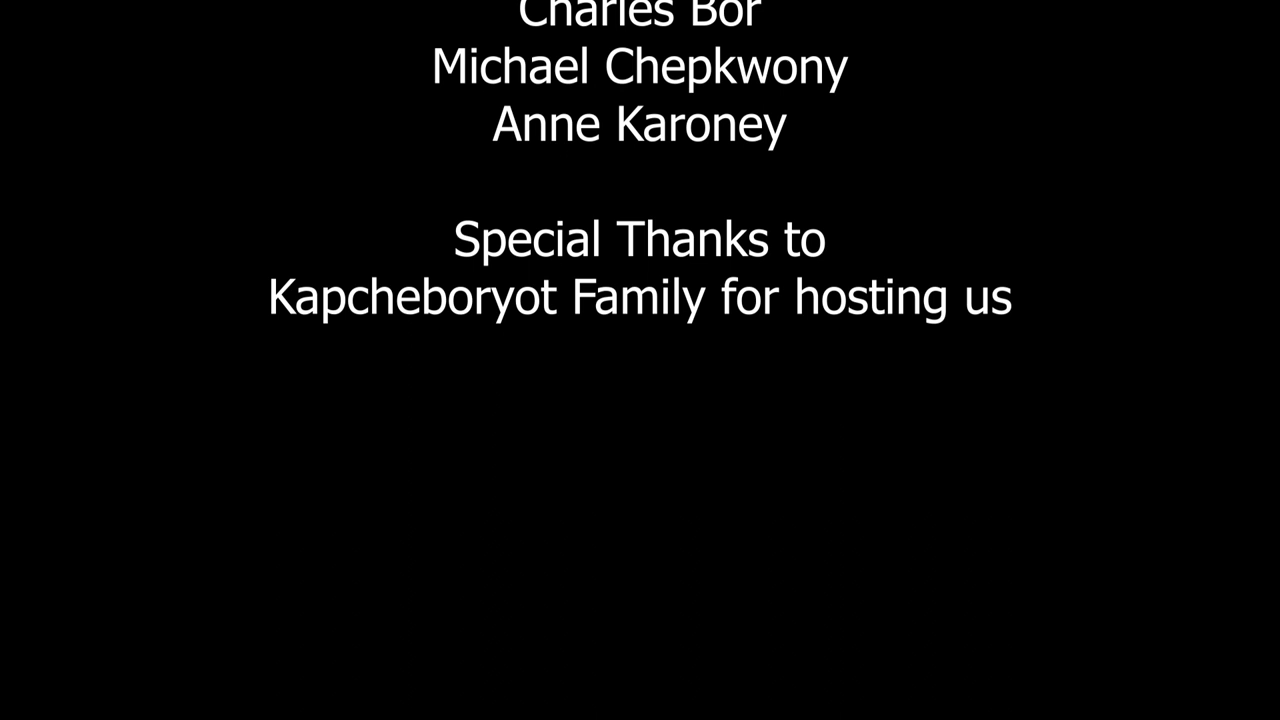 Charles Bor
Michael Chepkwony
Anne Karoney
Special Thanks to
Kapcheboryot Family for hosting us